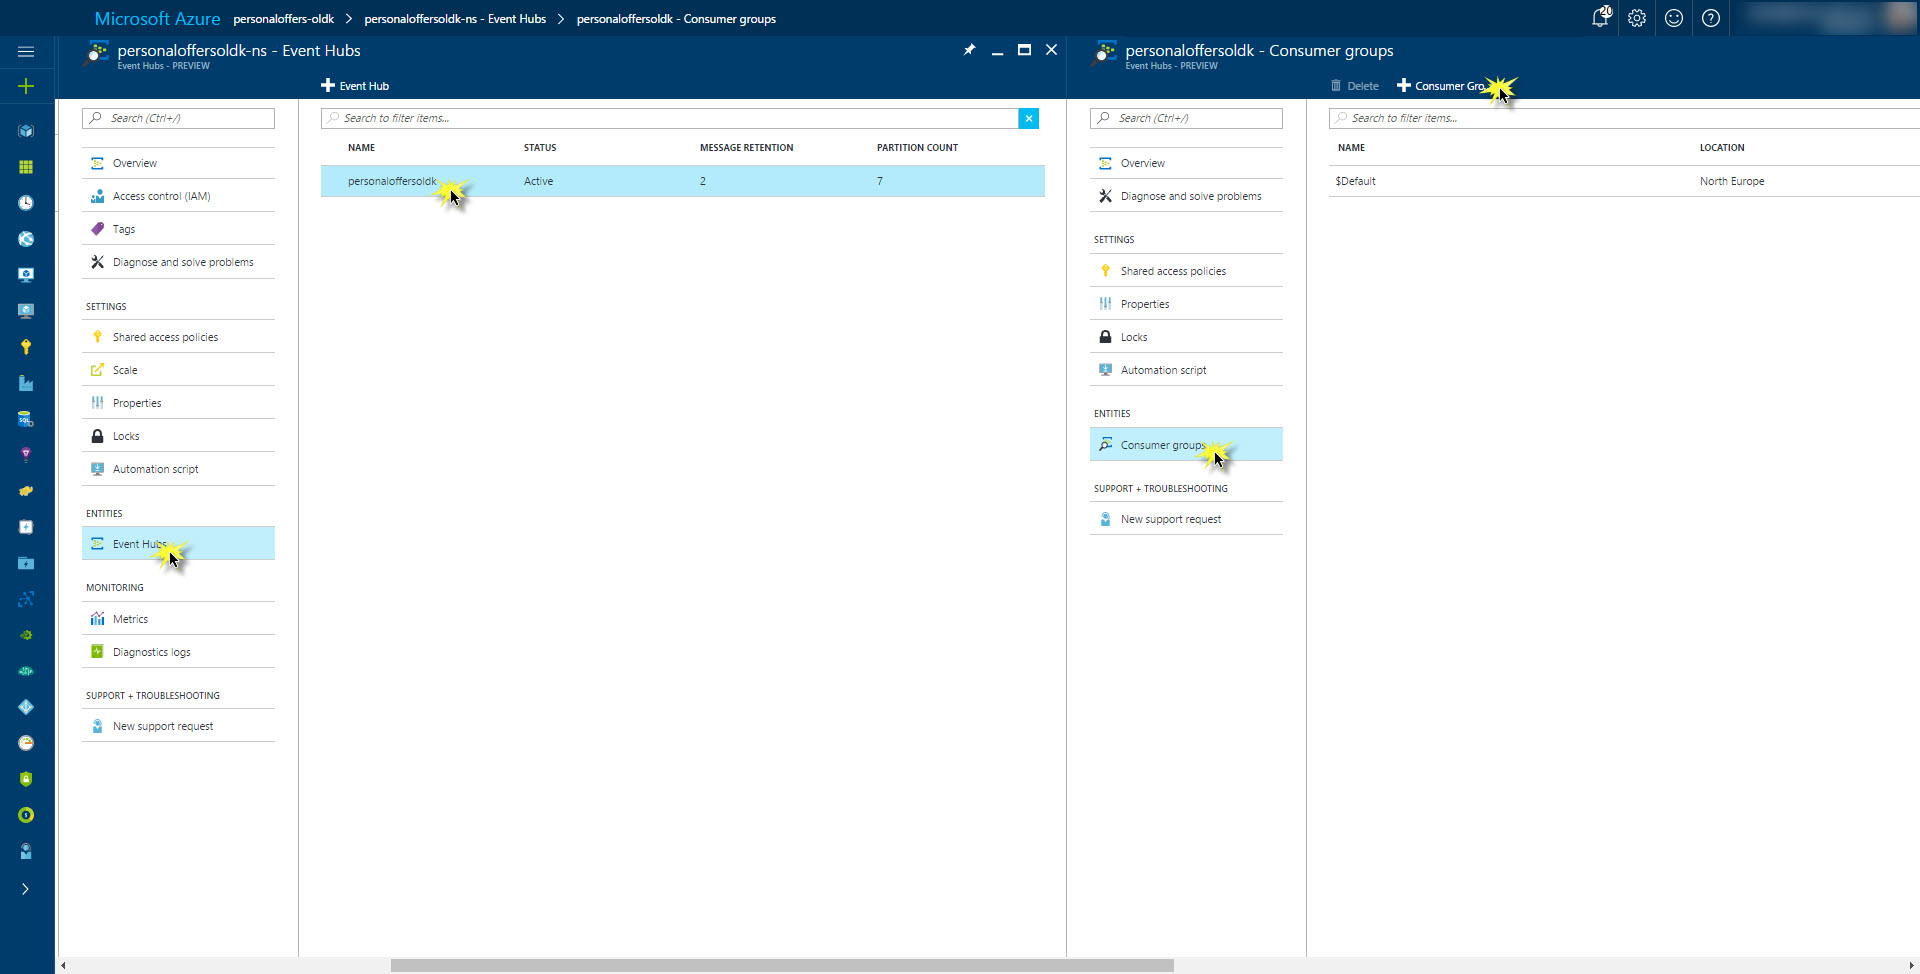 Microsoft Azure personaloffers-oldk > personaloffersoldk-ns - Event Hubs > personaloffersoldk - Consumer groups
20
personaloffersoldk-ns - Event Hubs
Event Hubs - PREVIEW
Event Hub
Search (Ctrl+/)
Overview
Access control (IAM)
Tags
Diagnose and solve problems
SETTINGS
Shared access policies
Scale
Properties
Locks
Automation script
ENTITIES
Event Hubs
MONITORING
Metrics
Diagnostics logs
SUPPORT + TROUBLESHOOTING
New support request
Search to filter items...
NAME STATUS MESSAGE RETENTION PARTITION COUNT
personaloffersoldk Active 2 7
personaloffersoldk - Consumer groups
Event Hubs - PREVIEW
Delete Consumer Gro
Search (Ctrl+/)
Overview
Diagnose and solve problems
SETTINGS
Shared access policies
Properties
Locks
Automation script
ENTITIES
Consumer groups
SUPPORT + TROUBLESHOOTING
New support request
Search to filter items...
NAME LOCATION
$Default North Europe